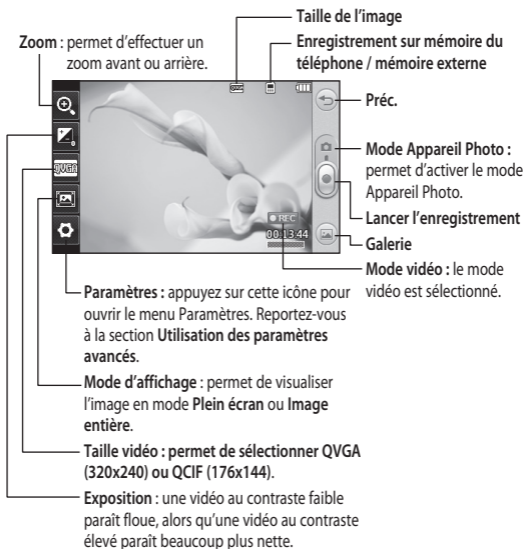 Taille de l'image
Enregistrement sur mémoire du
téléphone / mémoire externe
Zoom : permet d'effectuer un
zoom avant ou arrière.
Préc.
Mode Appareil Photo :
permet d'activer le mode
Appareil Photo.
Lancer l'enregistrement
Galerie
Mode vidéo : le mode
vidéo est sélectionné.
QVGA
REC
00:13:44
Paramètres : appuyez sur cette icône pour
ouvrir le menu Paramètres. Reportez-vous
à la section Utilisation des paramètres
avancés.
Mode d'affichage : permet de visualiser
l'image en mode Plein écran ou Image
entière.
Taille vidéo : permet de sélectionner QVGA
(320x240) ou QCIF (176x144).
Exposition : une vidéo au contraste faible
paraît floue, alors qu'une vidéo au contraste
élevé paraît beaucoup plus nette.